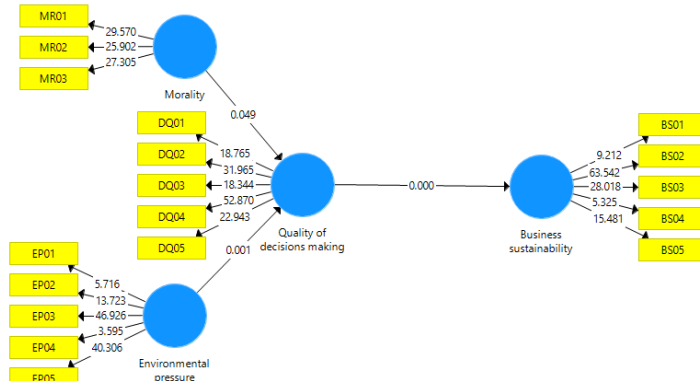 MR01
29.570
MR02
25.902
MR03
27.305
Morality
0.049
DQ01
18.765
DQ02
31.965
DQ03
18.344
DQ04
52.870
DQ05
22.943
Quality of
decisions making
0.000
BS01
9.212
BS02
63.542
BS03
28.018
BS04
5.325
BS05
15.481
Business
sustainability
0.001
EP01
5.716
EP02
13.723
EP03
46.926
EP04
3.595
EP05
40.306
Environmental
pressure